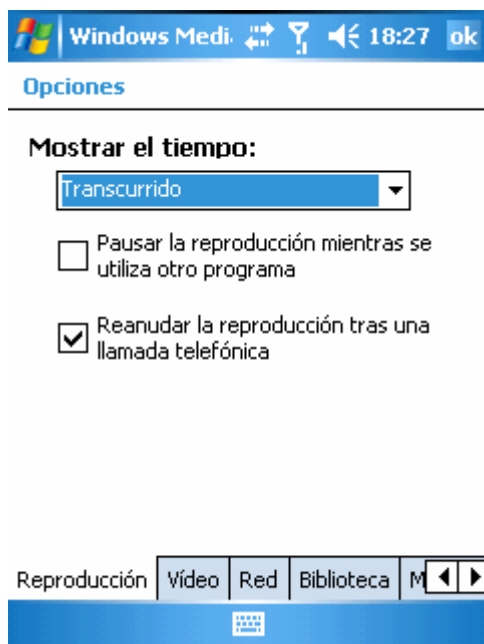 Windows Medi. 18:27 ok
Opciones
Mostrar el tiempo:
Transcurrido
Pausar la reproducción mientras se
utiliza otro programa
Reanudar la reproducción tras una
llamada telefónica
Reproducción Vídeo Red Biblioteca M